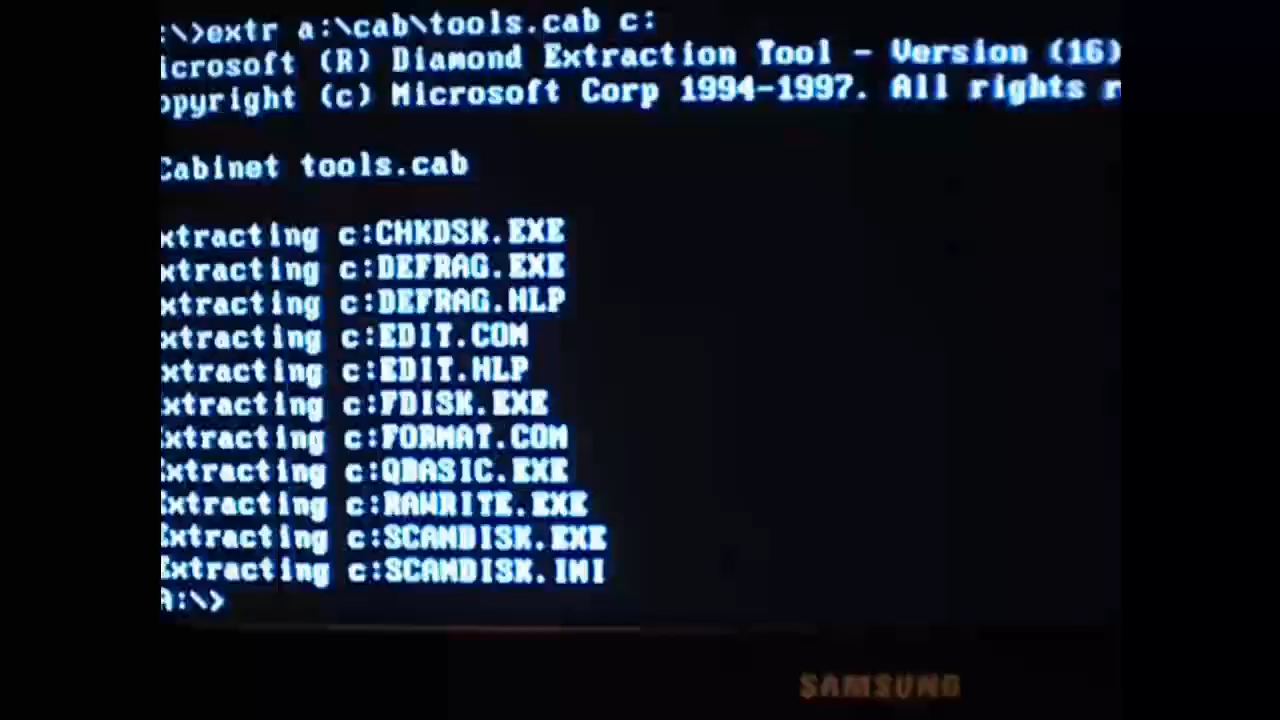 :\>extr a:\cab\tools.cab c:
icrosoft (R) Diamond Extraction Tool - Version (16)
opyright (c) Microsoft Corp 1994-1997. All rights r
Cabinet tools.cab
xtracting c:CHKDSK.EXE
xtracting c:DEFRAG.EXE
xtracting c:DEFRAG.HLP
xtracting c:EDIT.COM
xtracting c:EDIT.HLP
xtracting c:FDISK.EXE
Extracting c:FORMAT.COM
Extracting c:QBASIC.EXE
Extracting c:RAWRITE.EXE
Extracting c:SCANDISK.EXE
Extracting c:SCANDISK.INI
A:\>
SAMSUNG